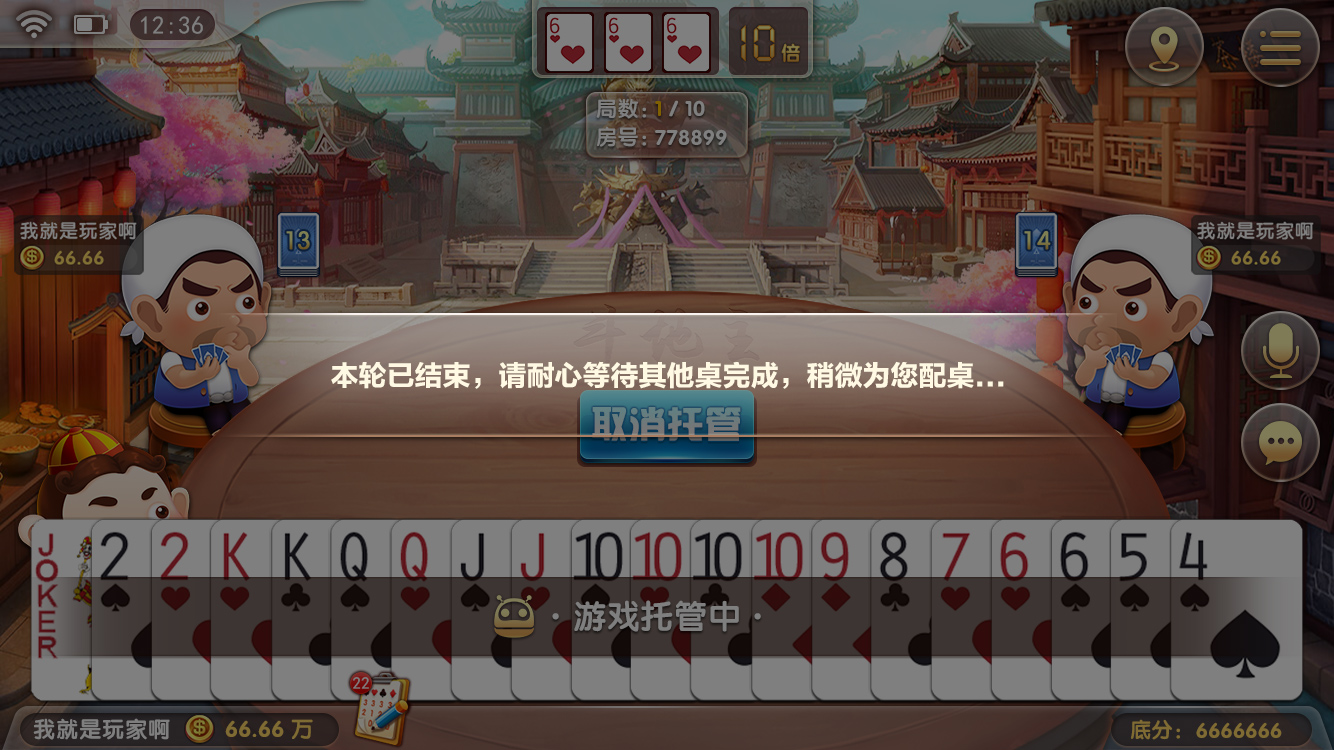 12:36
6 6 6
10倍
局数：1 / 10
房号：778899
我就是玩家啊
66.66
13
14
我就是玩家啊
66.66
本轮已结束，请耐心等待其他桌完成，稍微为您配桌...
取消托管
JOKER 2 2 K K Q Q J J 10 10 10 10 9 8 7 6 6 5 4
·游戏托管中·
22
我就是玩家啊 66.66 万
底分：6666666